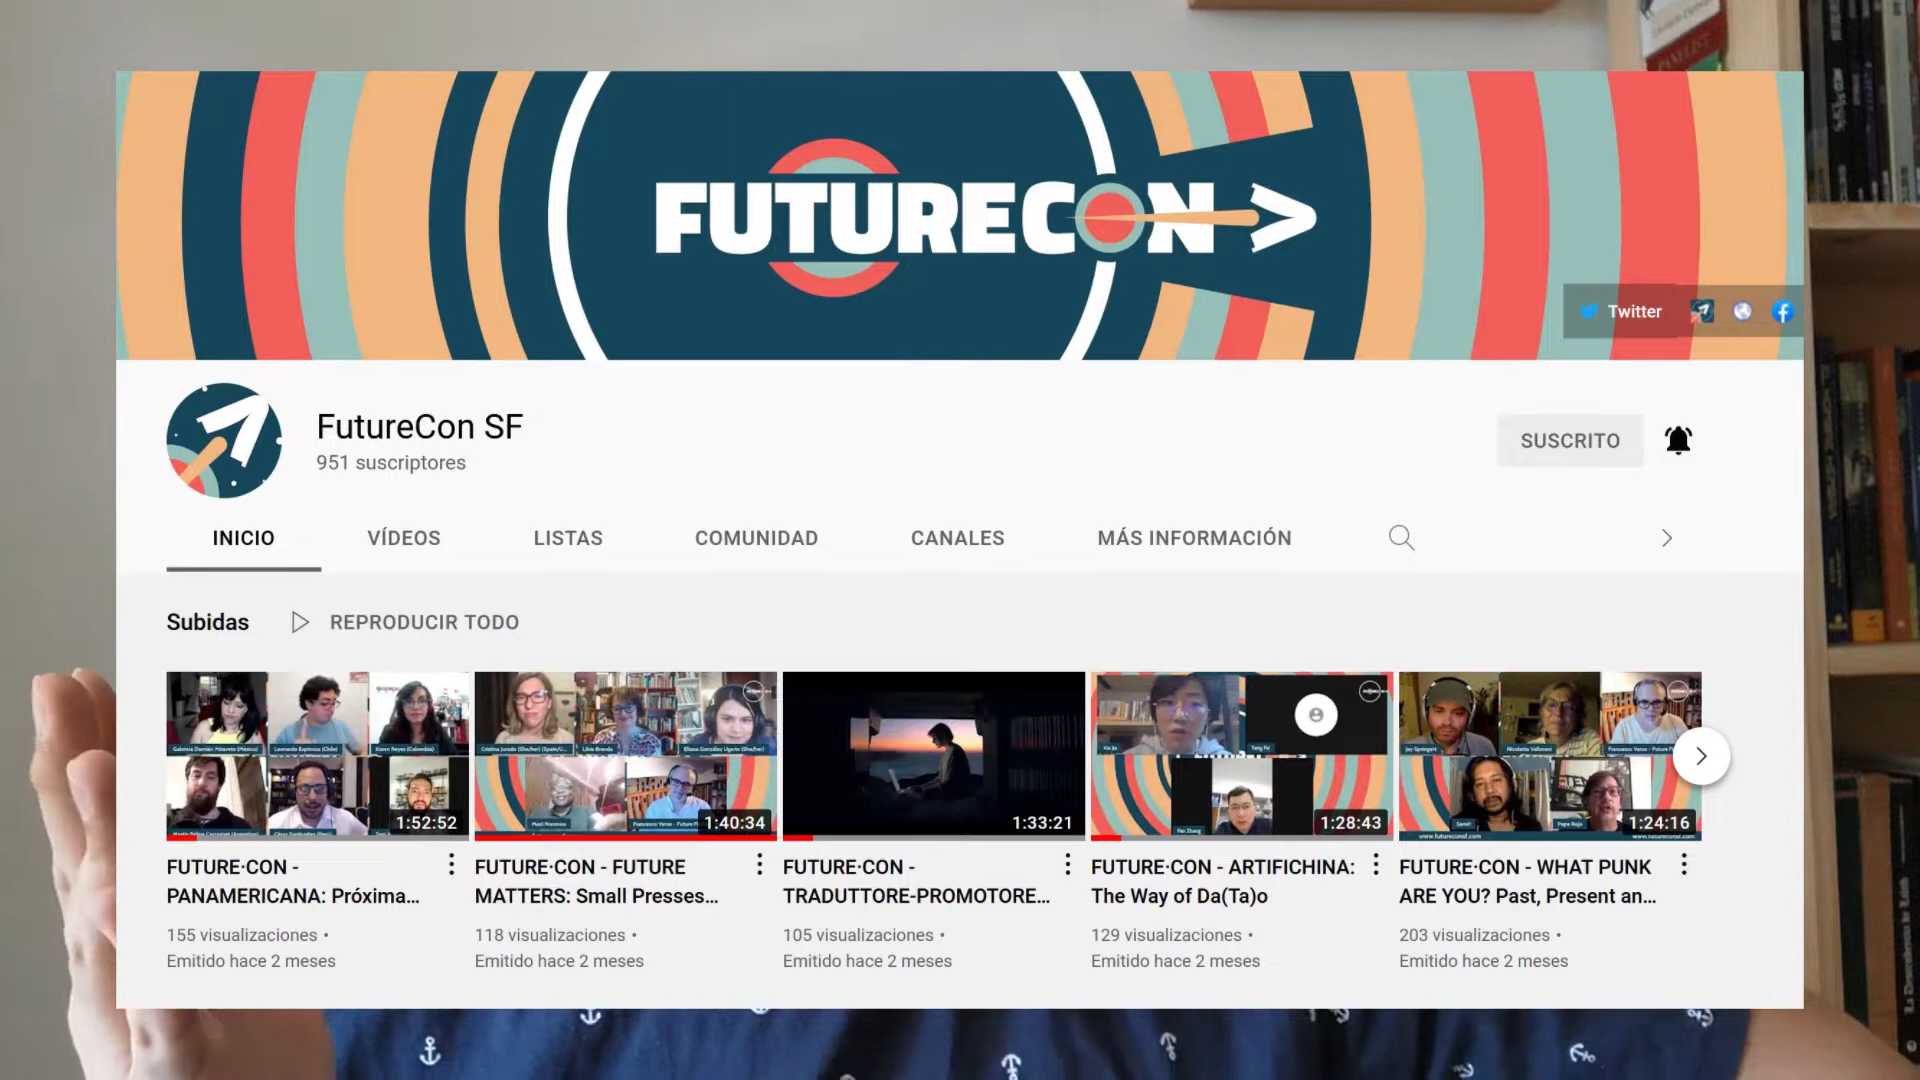 FUTURECON >
Twitter
FutureCon SF
951 suscriptores
SUSCRITO
INICIO
VÍDEOS
LISTAS
COMUNIDAD
CANALES
MÁS INFORMACIÓN
Subidas
REPRODUCIR TODO
1:52:52
1:40:34
1:33:21
1:28:43
1:24:16
FUTURE·CON -
PANAMERICANA: Próxima...
155 visualizaciones •
Emitido hace 2 meses
FUTURE·CON - FUTURE
MATTERS: Small Presses...
118 visualizaciones •
Emitido hace 2 meses
FUTURE·CON -
TRADUTTORE-PROMOTORE...
105 visualizaciones •
Emitido hace 2 meses
FUTURE·CON - ARTIFICHINA:
The Way of Da(Ta)o
129 visualizaciones •
Emitido hace 2 meses
FUTURE·CON - WHAT PUNK
ARE YOU? Past, Present an...
203 visualizaciones •
Emitido hace 2 meses